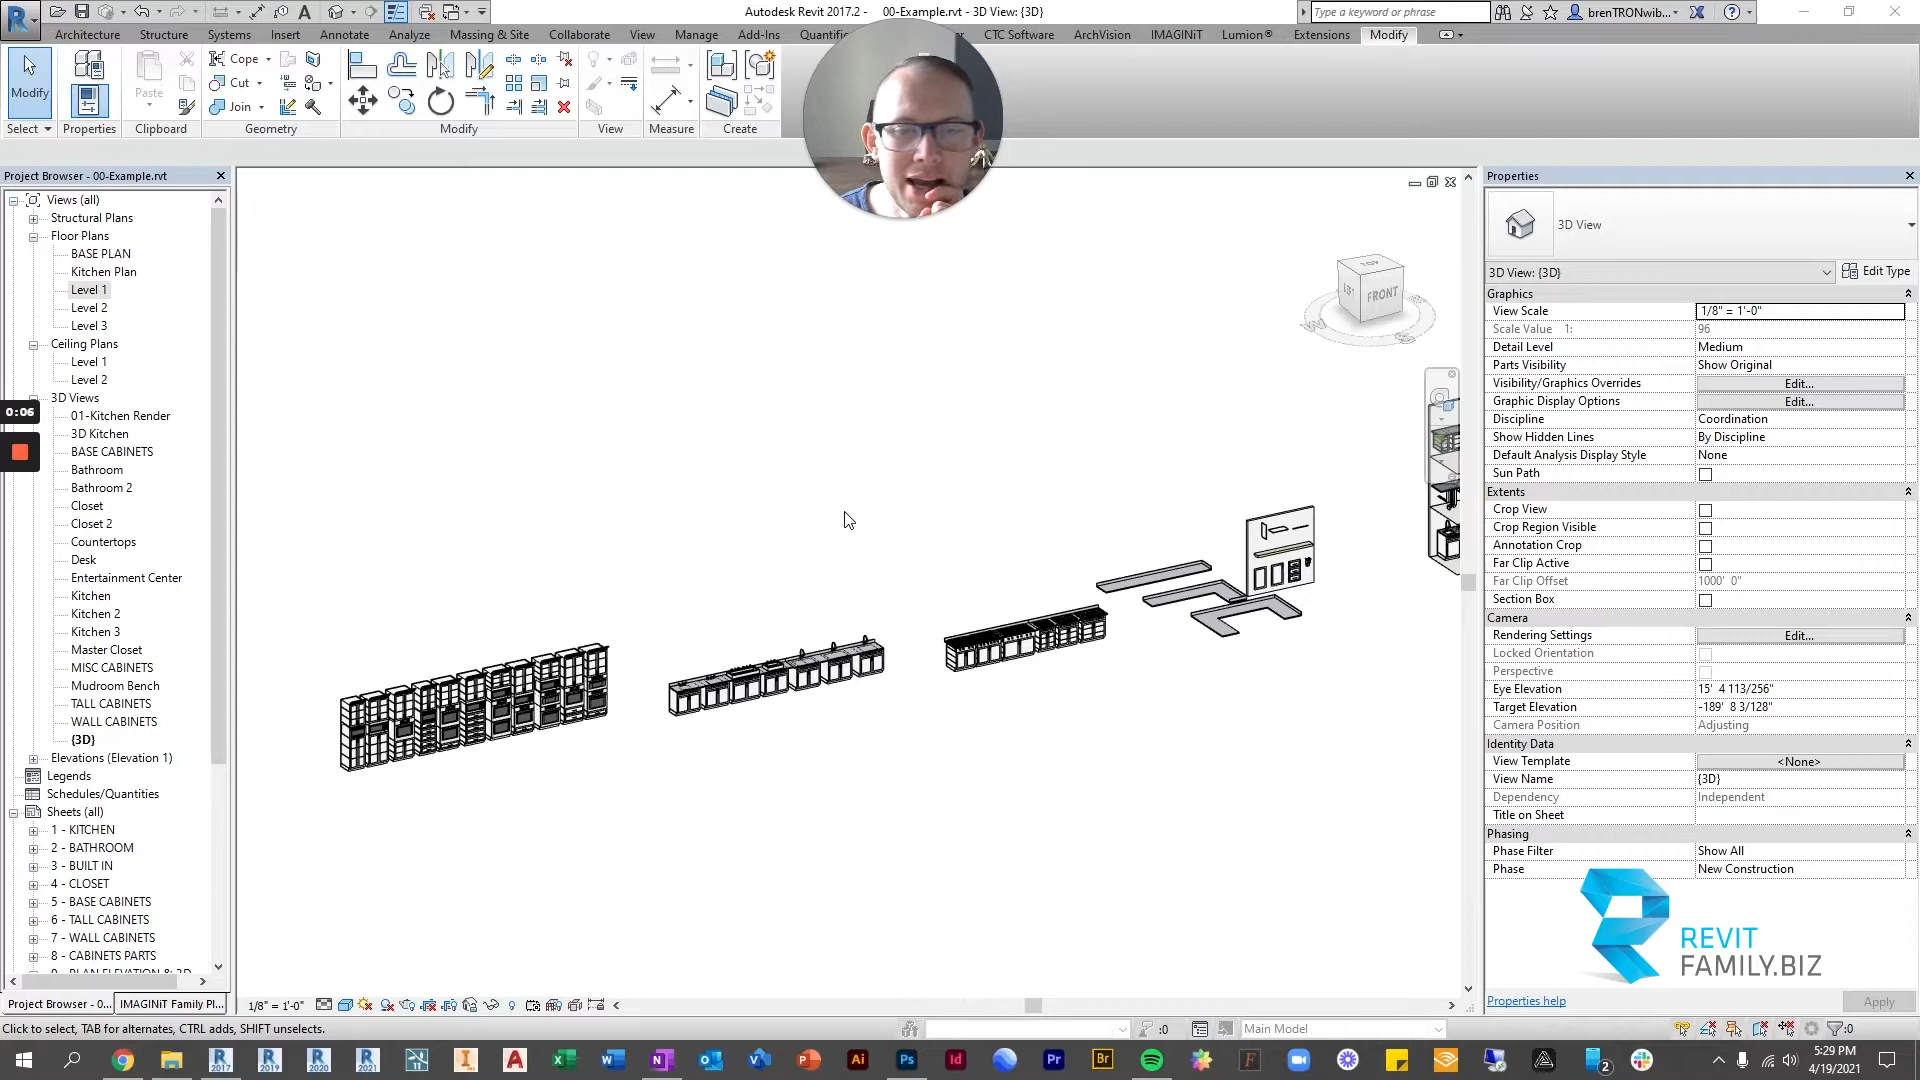 Autodesk Revit 2017.2 - 00-Example.rvt - 3D View: {3D}
Type a keyword or phrase
brenTRONwib...
Architecture Structure Systems Insert Annotate Analyze Massing & Site Collaborate View Manage Add-Ins Quantifi CTC Software ArchVision IMAGINiT Lumion® Extensions Modify
Modify
Paste
Cope
Cut
Join
Select Properties Clipboard Geometry Modify View Measure Create
Project Browser - 00-Example.rvt
Views (all)
Structural Plans
Floor Plans
BASE PLAN
Kitchen Plan
Level 1
Level 2
Level 3
Ceiling Plans
Level 1
Level 2
3D Views
01-Kitchen Render
3D Kitchen
BASE CABINETS
Bathroom
Bathroom 2
Closet
Closet 2
Countertops
Desk
Entertainment Center
Kitchen
Kitchen 2
Kitchen 3
Master Closet
MISC CABINETS
Mudroom Bench
TALL CABINETS
WALL CABINETS
{3D}
Elevations (Elevation 1)
Legends
Schedules/Quantities
Sheets (all)
1 - KITCHEN
2 - BATHROOM
3 - BUILT IN
4 - CLOSET
5 - BASE CABINETS
6 - TALL CABINETS
7 - WALL CABINETS
8 - CABINETS PARTS
9 - PLAN ELEVATION & 3D
Project Browser - 0... IMAGINiT Family Pl...
0:06
TOP
LEFT
FRONT
W
S
1/8" = 1'-0"
Properties
3D View
3D View: {3D} Edit Type
Graphics
View Scale 1/8" = 1'-0"
Scale Value 1: 96
Detail Level Medium
Parts Visibility Show Original
Visibility/Graphics Overrides Edit...
Graphic Display Options Edit...
Discipline Coordination
Show Hidden Lines By Discipline
Default Analysis Display Style None
Sun Path
Extents
Crop View
Crop Region Visible
Annotation Crop
Far Clip Active
Far Clip Offset 1000' 0"
Section Box
Camera
Rendering Settings Edit...
Locked Orientation
Perspective
Eye Elevation 15' 4 113/256"
Target Elevation -189' 8 3/128"
Camera Position Adjusting
Identity Data
View Template <None>
View Name {3D}
Dependency Independent
Title on Sheet
Phasing
Phase Filter Show All
Phase New Construction
REVIT
FAMILY.BIZ
Properties help Apply
Click to select, TAB for alternates, CTRL adds, SHIFT unselects.
:0
Main Model
:0
2017 2019 2020 2021
5:29 PM
4/19/2021